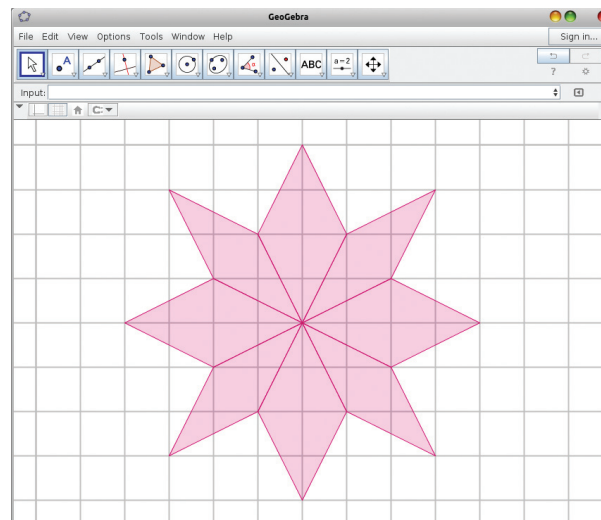 GeoGebra
File Edit View Options Tools Window Help
Sign in...
A
ABC
a=2
?
Input:
C: